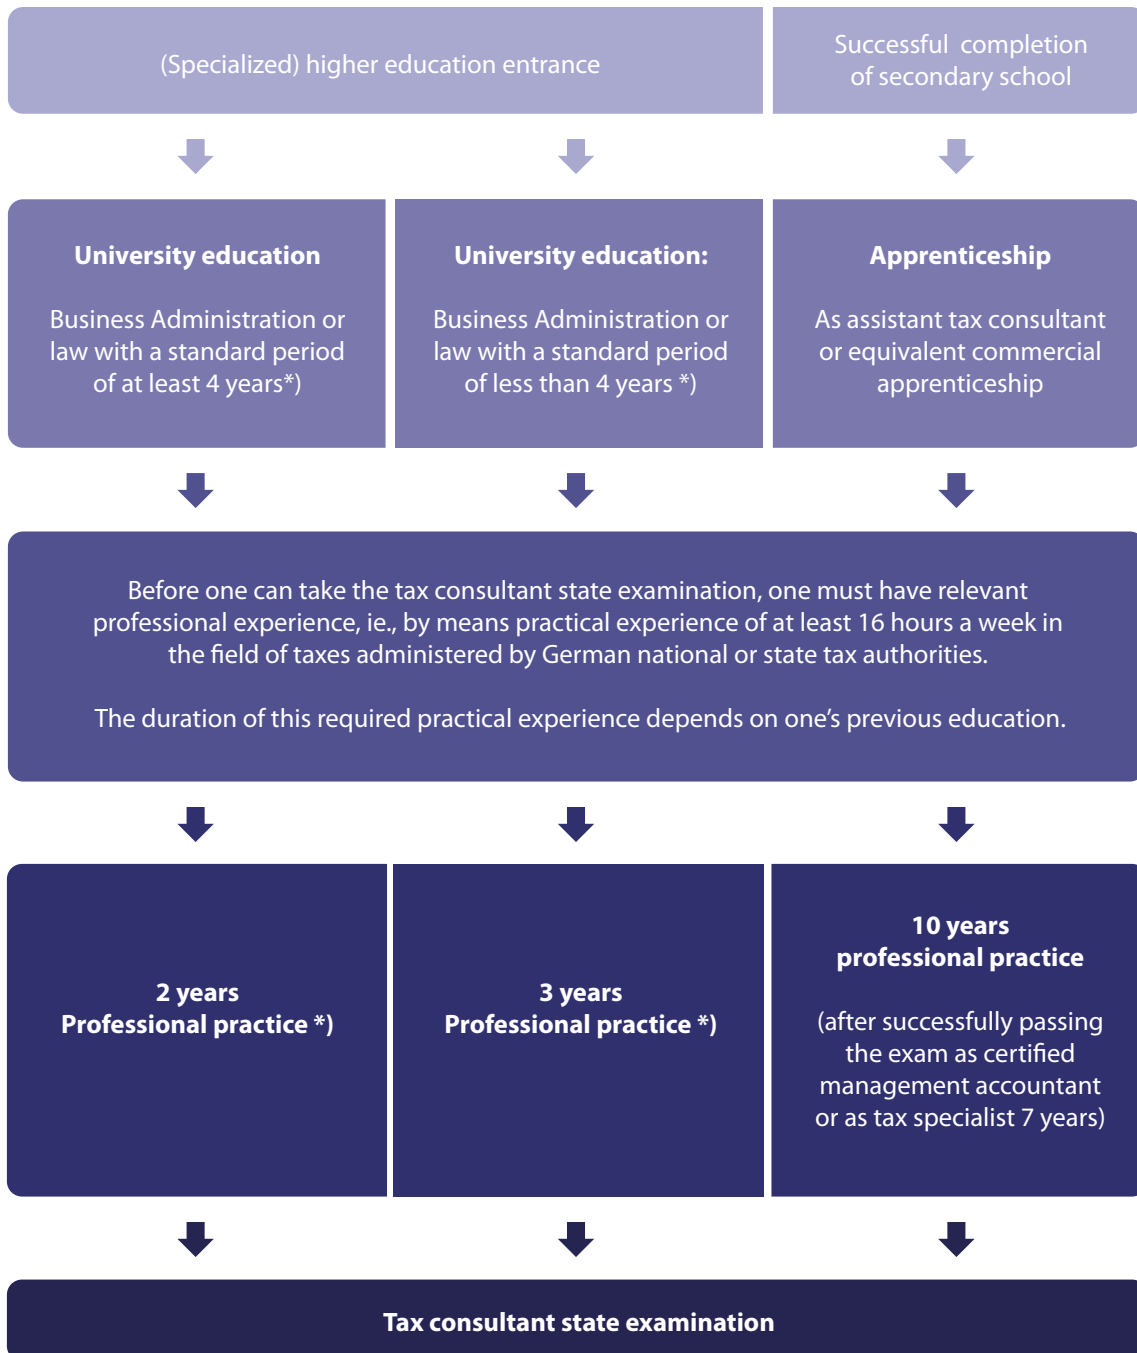 (Specialized) higher education entrance
Successful completion
of secondary school
University education
Business Administration or
law with a standard period
of at least 4 years*)
University education:
Business Administration or
law with a standard period
of less than 4 years *)
Apprenticeship
As assistant tax consultant
or equivalent commercial
apprenticeship
Before one can take the tax consultant state examination, one must have relevant
professional experience, ie., by means practical experience of at least 16 hours a week in
the field of taxes administered by German national or state tax authorities.
The duration of this required practical experience depends on one’s previous education.
2 years
Professional practice *)
3 years
Professional practice *)
10 years
professional practice
(after successfully passing
the exam as certified
management accountant
or as tax specialist 7 years)
Tax consultant state examination